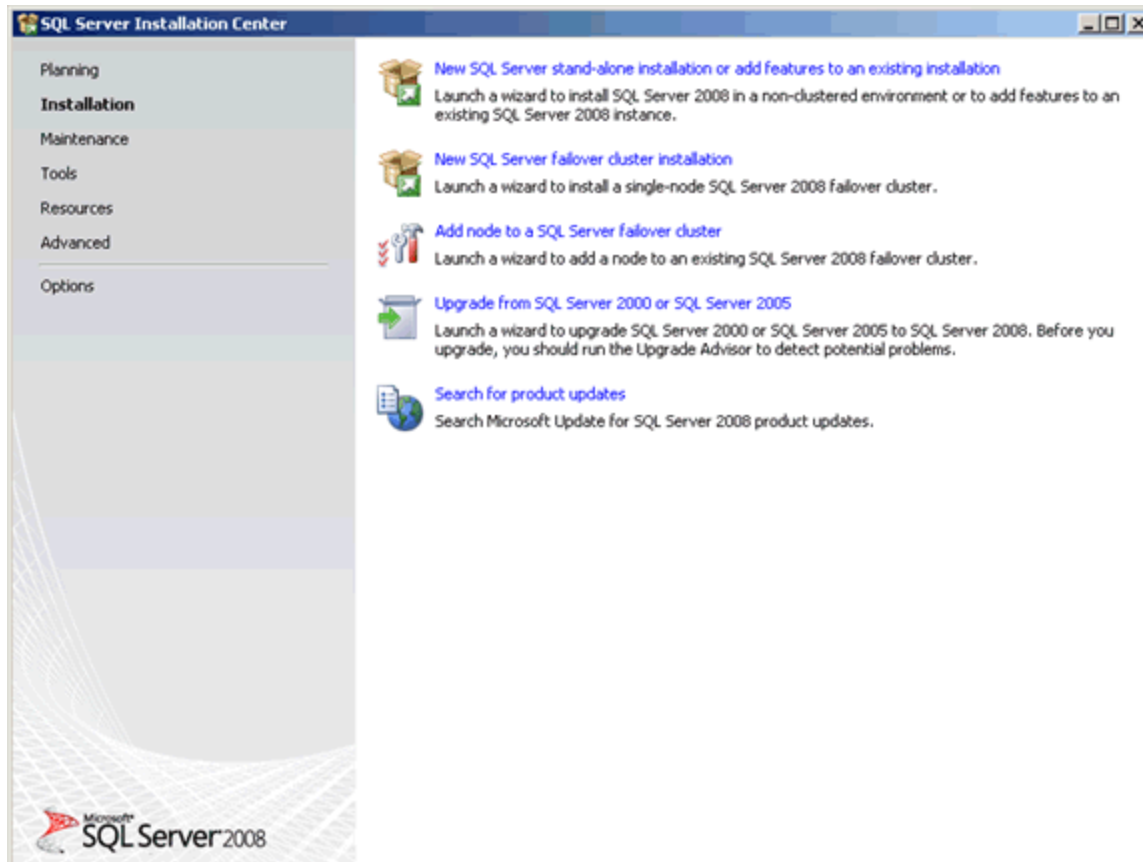 SQL Server Installation Center
Planning
Installation
Maintenance
Tools
Resources
Advanced
Options
New SQL Server stand-alone installation or add features to an existing installation
Launch a wizard to install SQL Server 2008 in a non-clustered environment or to add features to an
existing SQL Server 2008 instance.
New SQL Server failover cluster installation
Launch a wizard to install a single-node SQL Server 2008 failover cluster.
Add node to a SQL Server failover cluster
Launch a wizard to add a node to an existing SQL Server 2008 failover cluster.
Upgrade from SQL Server 2000 or SQL Server 2005
Launch a wizard to upgrade SQL Server 2000 or SQL Server 2005 to SQL Server 2008. Before you
upgrade, you should run the Upgrade Advisor to detect potential problems.
Search for product updates
Search Microsoft Update for SQL Server 2008 product updates.
Microsoft
SQL Server 2008